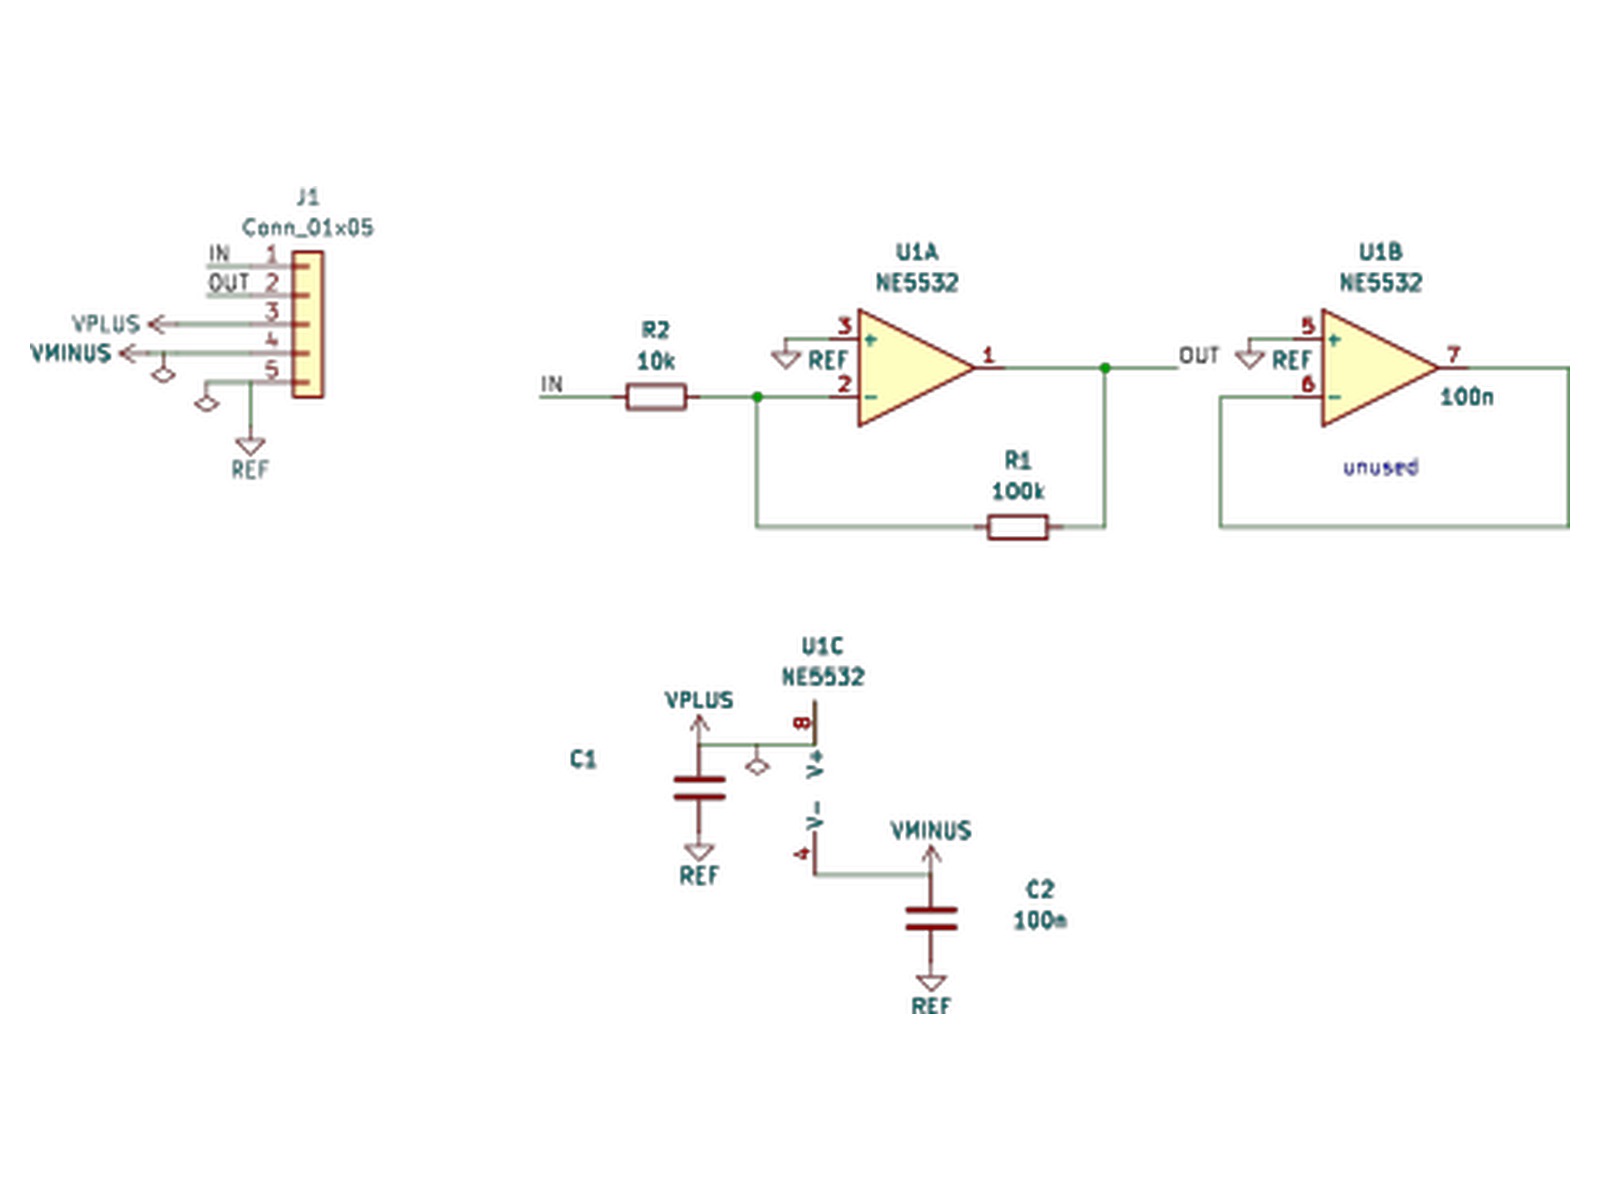 J1
Conn_01x05
IN 1
OUT 2
VPLUS 3
VMINUS 4
5
REF
R2
10k
IN
U1A
NE5532
3
+
REF
2
-
1
OUT
R1
100k
U1B
NE5532
5
+
REF
6
-
7
100n
unused
U1C
NE5532
VPLUS
8
V+
C1
REF
V-
4
VMINUS
C2
100n
REF